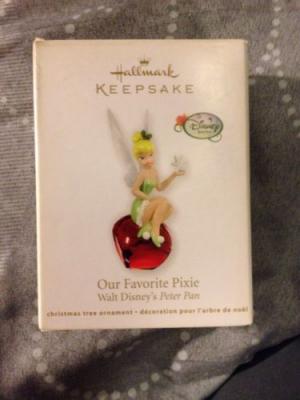 Hallmark
KEEPSAKE
Disney
Our Favorite Pixie
Walt Disney's Peter Pan
christmas tree ornament • décoration pour l'arbre de noël